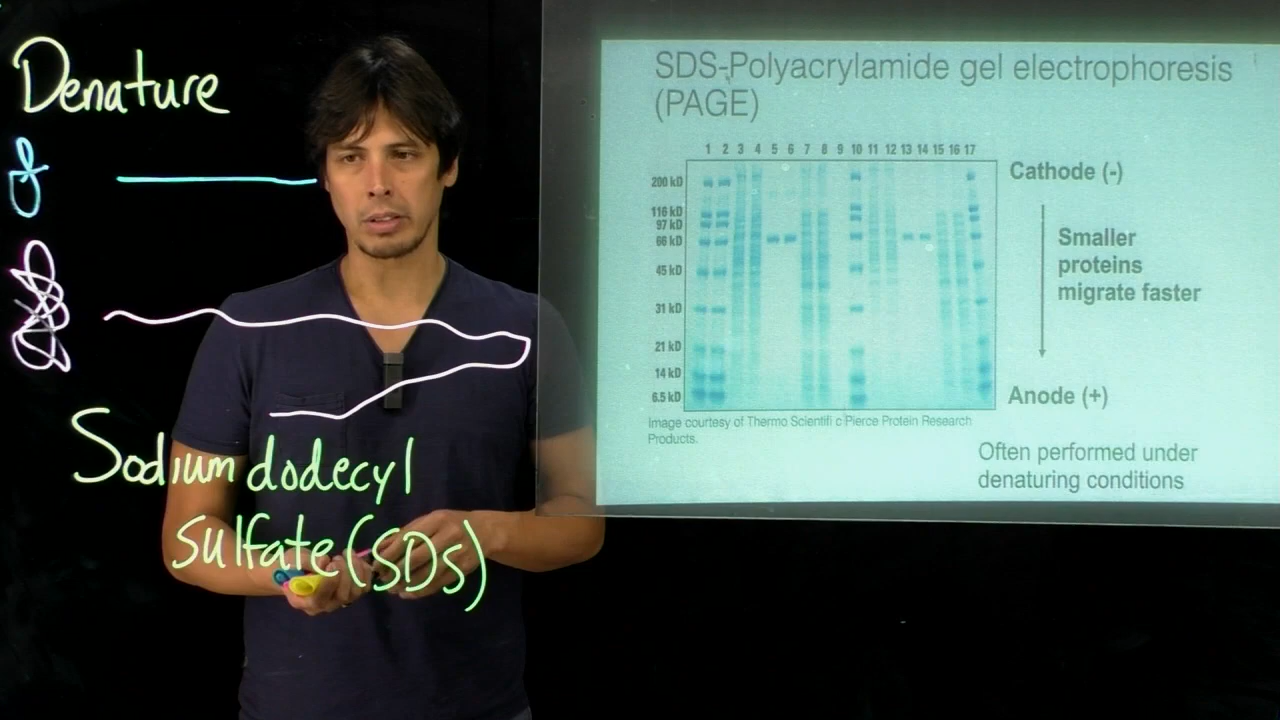 Denature
Sodium dodecyl
sulfate (SDS)
SDS-Polyacrylamide gel electrophoresis
(PAGE)
1 2 3 4 5 6 7 8 9 10 11 12 13 14 15 16 17
200 kD
116 kD
97 kD
66 kD
45 kD
31 kD
21 kD
14 kD
6.5 kD
Cathode (-)
Smaller
proteins
migrate faster
Anode (+)
Image courtesy of Thermo Scientifi c Pierce Protein Research
Products.
Often performed under
denaturing conditions